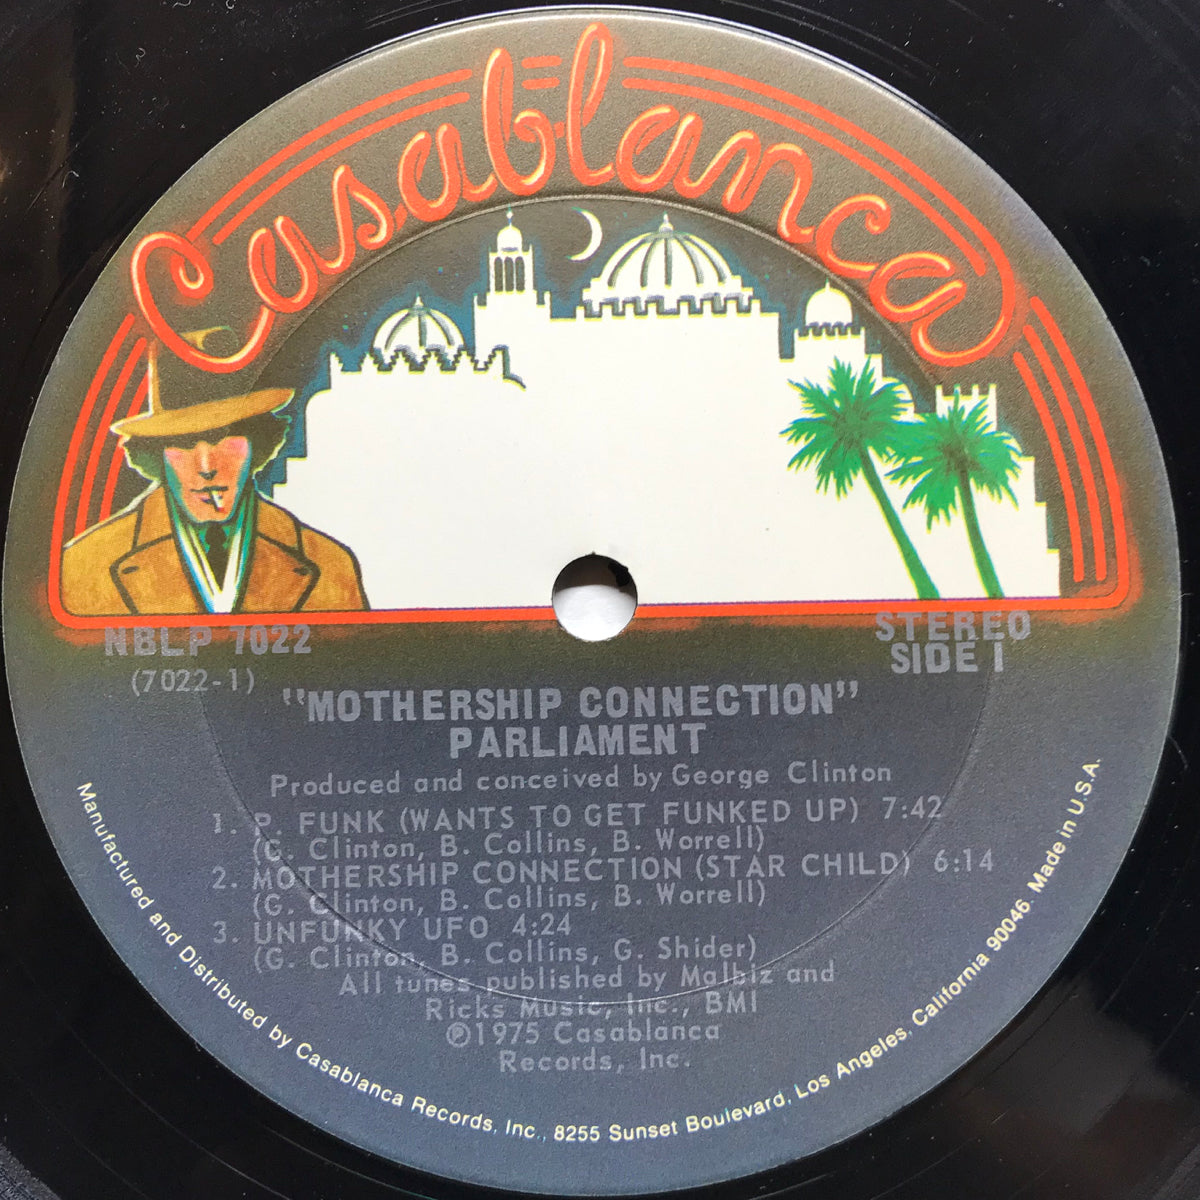 Casablanca
NBLP 7022
(7022-1)
STEREO
SIDE 1
"MOTHERSHIP CONNECTION"
PARLIAMENT
Produced and conceived by George Clinton
1. P. FUNK (WANTS TO GET FUNKED UP) 7:42
(G. Clinton, B. Collins, B. Worrell)
2. MOTHERSHIP CONNECTION (STAR CHILD) 6:14
(G. Clinton, B. Collins, B. Worrell)
3. UNFUNKY UFO 4:24
(G. Clinton, B. Collins, G. Shider)
All tunes published by Malbiz and
Ricks Music, Inc., BMI
℗1975 Casablanca
Records, Inc.
Manufactured and Distributed by Casablanca Records, Inc., 8255 Sunset Boulevard, Los Angeles, California 90046. Made in U.S.A.